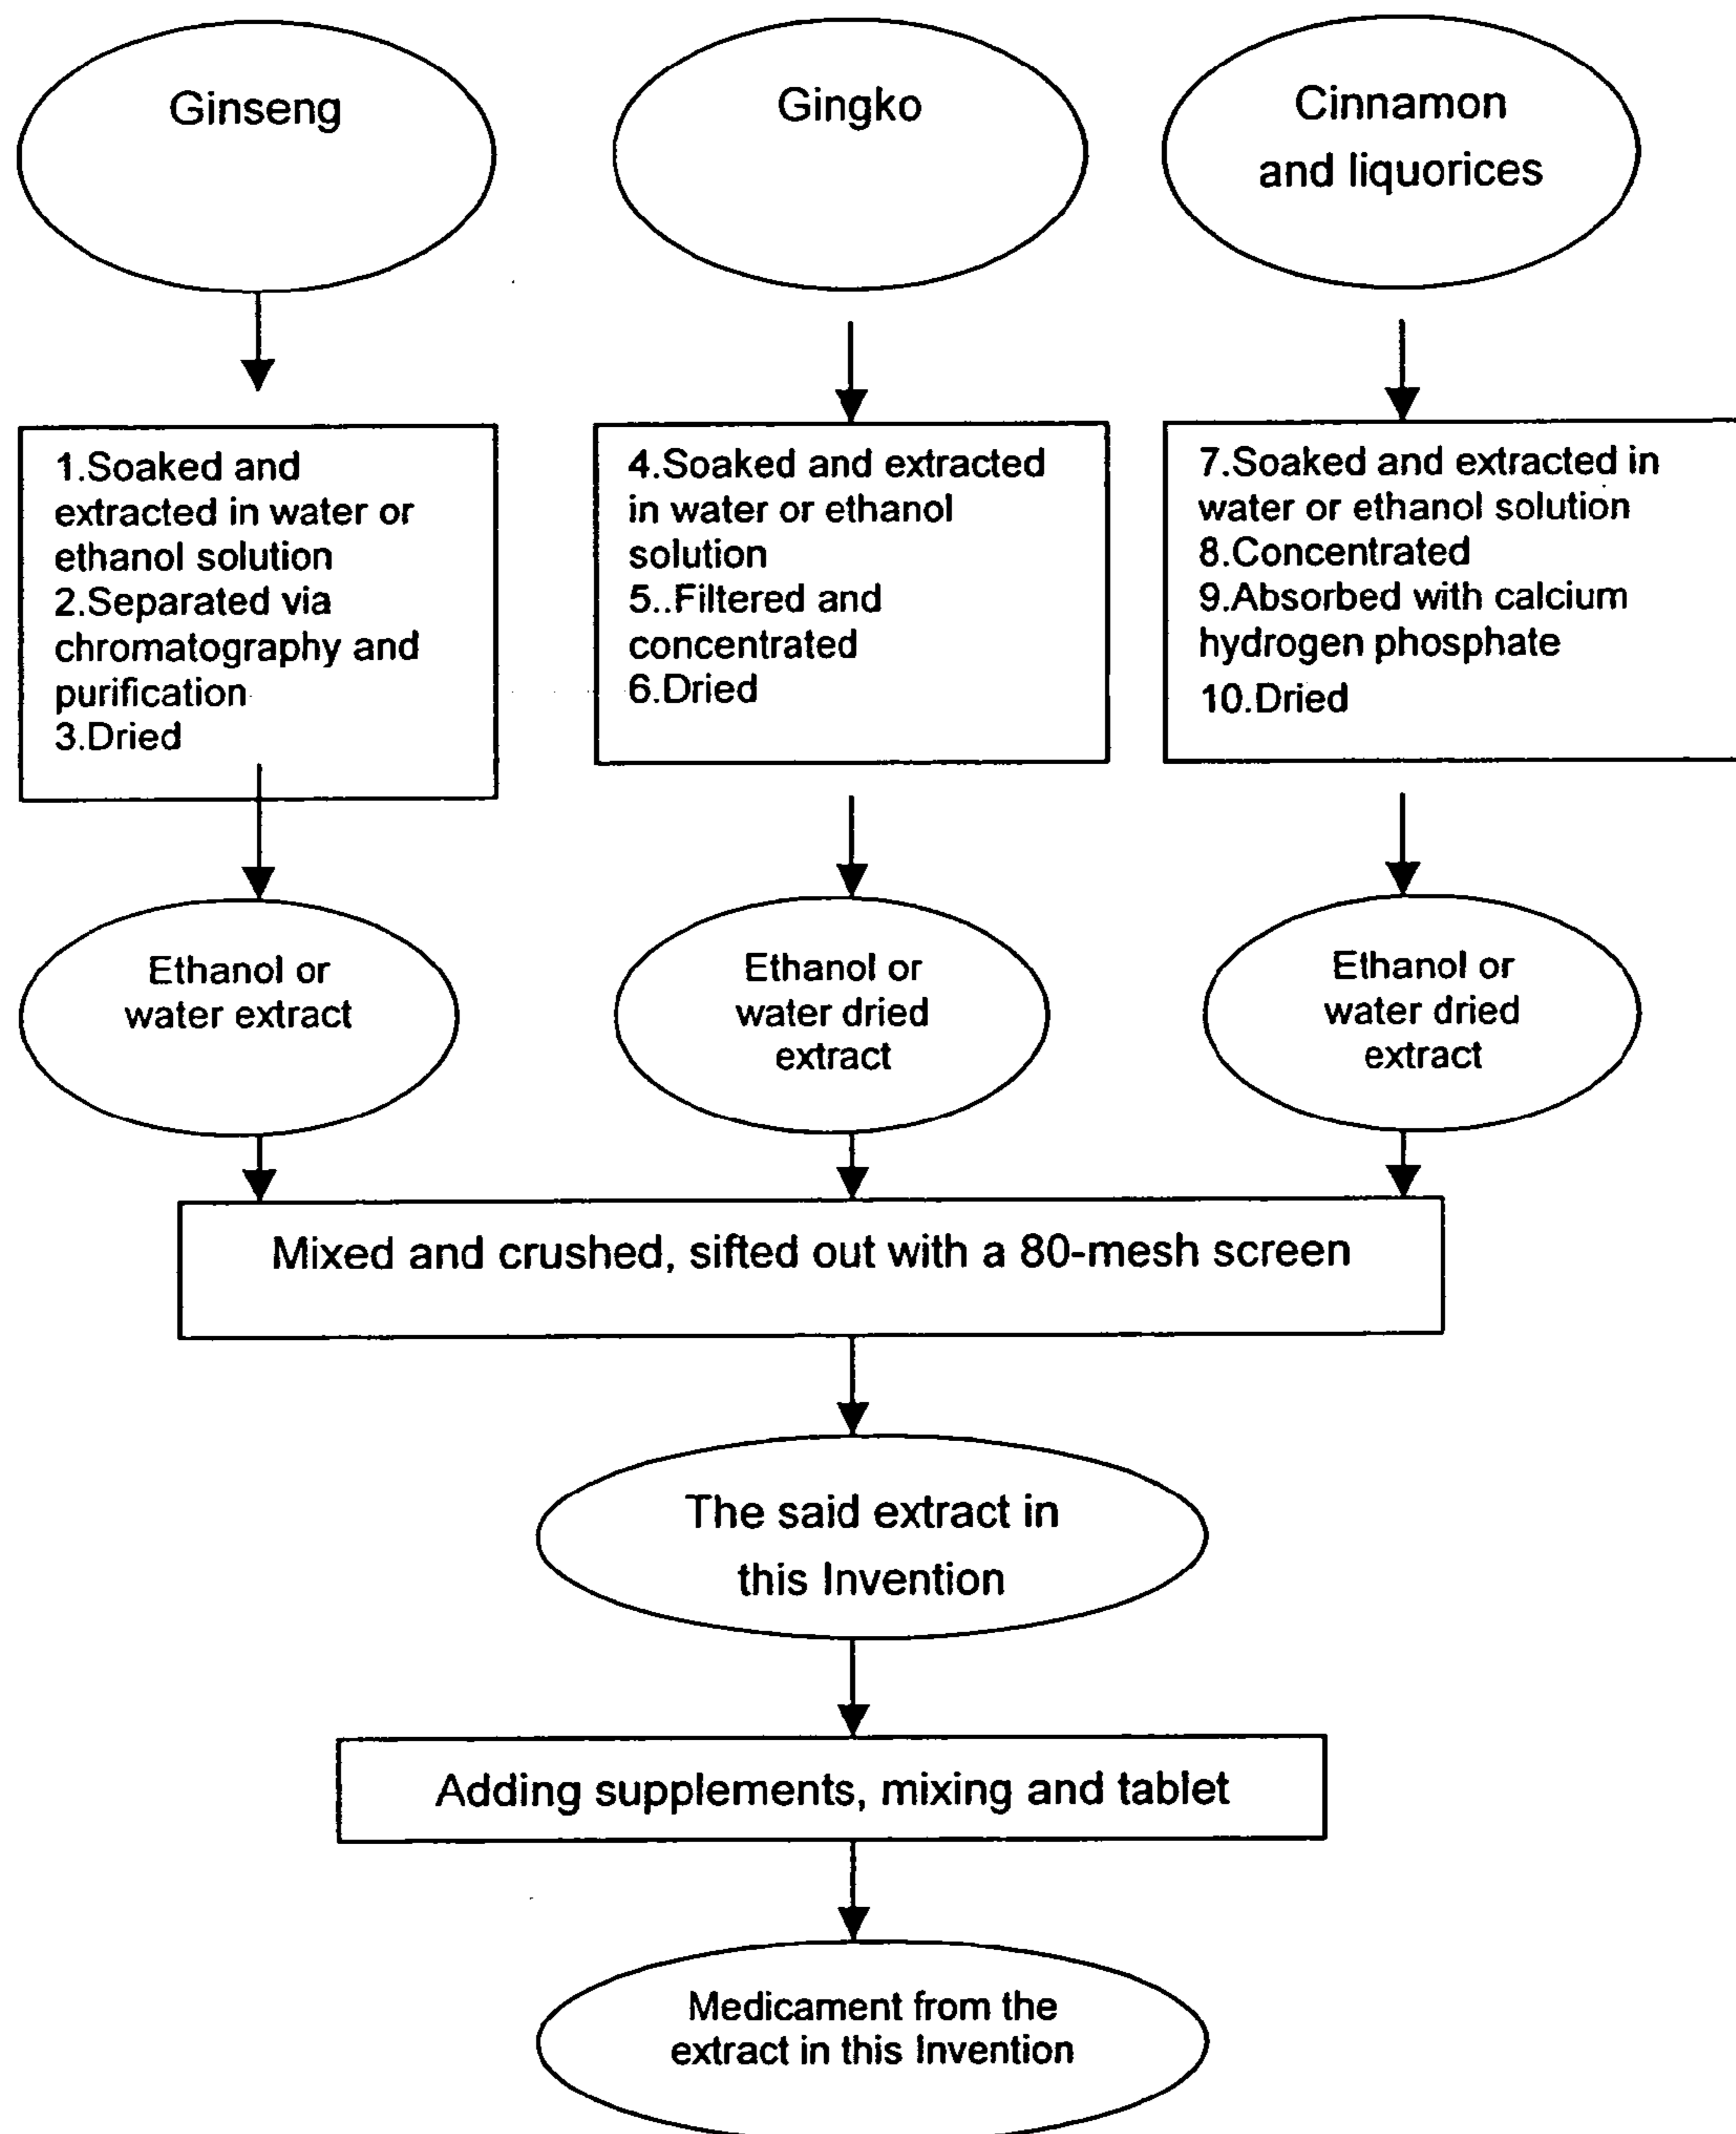 Ginseng
Gingko
Cinnamon
and liquorices
1.Soaked and
extracted in water or
ethanol solution
2.Separated via
chromatography and
purification
3.Dried
4.Soaked and extracted
in water or ethanol
solution
5..Filtered and
concentrated
6.Dried
7.Soaked and extracted in
water or ethanol solution
8.Concentrated
9.Absorbed with calcium
hydrogen phosphate
10.Dried
Ethanol or
water extract
Ethanol or
water dried
extract
Ethanol or
water dried
extract
Mixed and crushed, sifted out with a 80-mesh screen
The said extract in
this Invention
Adding supplements, mixing and tablet
Medicament from the
extract in this Invention